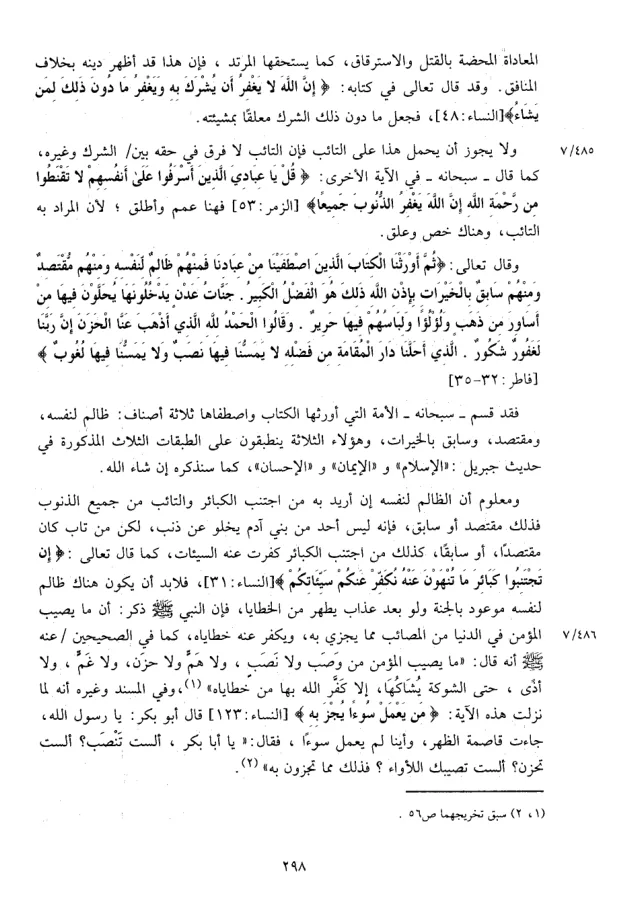 المعاداة المحضة بالقتل والاسترقاق، كما يستحقها المرتد ، فإن هذا قد أظهر دينه بخلاف
المنافق. وقد قال تعالى في كتابه: ﴿ إِنَّ اللَّهَ لا يَغْفِرُ أَن يُشْرَكَ بِهِ وَيَغْفِرُ مَا دُونَ ذَلِكَ لِمَن
يَشَاءُ﴾[النساء:٤٨]، فجعل ما دون ذلك الشرك معلقًا بمشيئته.
ولا يجوز أن يحمل هذا على التائب فإن التائب لا فرق في حقه بين/ الشرك وغيره، ٧/٤٨٥
كما قال ـ سبحانه ـ في الآية الأخرى: ﴿ قُلْ يَا عِبَادِيَ الَّذِينَ أَسْرَفُوا عَلَىٰ أَنفُسِهِمْ لا تَقْنَطُوا
مِن رَّحْمَةِ اللَّهِ إِنَّ اللَّهَ يَغْفِرُ الذُّنُوبَ جَمِيعًا﴾ [الزمر:٥٣] فهنا عمم وأطلق ؛ لأن المراد به
التائب، وهناك خص وعلق.
وقال تعالى: ﴿ثُمَّ أَوْرَثْنَا الْكِتَابَ الَّذِينَ اصْطَفَيْنَا مِنْ عِبَادِنَا فَمِنْهُمْ ظَالِمٌ لِّنَفْسِهِ وَمِنْهُم مُّقْتَصِدٌ
وَمِنْهُمْ سَابِقٌ بِالْخَيْرَاتِ بِإِذْنِ اللَّهِ ذَلِكَ هُوَ الْفَضْلُ الْكَبِيرُ . جَنَّاتُ عَدْنٍ يَدْخُلُونَهَا يُحَلَّوْنَ فِيهَا مِنْ
أَسَاوِرَ مِن ذَهَبٍ وَلُؤْلُؤًا وَلِبَاسُهُمْ فِيهَا حَرِيرٌ . وَقَالُوا الْحَمْدُ لِلَّهِ الَّذِي أَذْهَبَ عَنَّا الْحَزَنَ إِنَّ رَبَّنَا
لَغَفُورٌ شَكُورٌ . الَّذِي أَحَلَّنَا دَارَ الْمُقَامَةِ مِن فَضْلِهِ لا يَمَسُّنَا فِيهَا نَصَبٌ وَلا يَمَسُّنَا فِيهَا لُغُوبٌ ﴾
[فاطر:٣٢-٣٥]
فقد قسم ـ سبحانه ـ الأمة التي أورثها الكتاب واصطفاها ثلاثة أصناف: ظالم لنفسه،
ومقتصد، وسابق بالخيرات، وهؤلاء الثلاثة ينطبقون على الطبقات الثلاث المذكورة في
حديث جبريل :«الإسلام» و «الإيمان» و «الإحسان»، كما سنذكره إن شاء الله.
ومعلوم أن الظالم لنفسه إن أريد به من اجتنب الكبائر والتائب من جميع الذنوب
فذلك مقتصد أو سابق، فإنه ليس أحد من بني آدم يخلو عن ذنب، لكن من تاب كان
مقتصدًا، أو سابقًا، كذلك من اجتنب الكبائر كفرت عنه السيئات، كما قال تعالى :﴿ إِن
تَجْتَنِبُوا كَبَائِرَ مَا تُنْهَوْنَ عَنْهُ نُكَفِّرْ عَنكُمْ سَيِّئَاتِكُمْ ﴾[النساء:٣١]، فلابد أن يكون هناك ظالم
لنفسه موعود بالجنة ولو بعد عذاب يطهر من الخطايا، فإن النبي ﷺ ذكر: أن ما يصيب
المؤمن في الدنيا من المصائب مما يجزي به، ويكفر عنه خطاياه، كما في الصحيحين /عنه ٧/٤٨٦
ﷺ أنه قال: «ما يصيب المؤمن من وَصَب ولا نَصَبٍ ، ولا هَمٍّ ولا حزَن، ولا غَمٍّ ، ولا
أذًى ، حتى الشوكة يُشَاكُهَا، إلا كَفَّر الله بها من خطاياه» (١)،وفي المسند وغيره أنه لما
نزلت هذه الآية: ﴿ مَن يَعْمَلْ سُوءًا يُجْزَ بِهِ ﴾ [النساء:١٢٣] قال أبو بكر: يا رسول الله،
جاءت قاصمة الظهر، وأينا لم يعمل سوءًا ، فقال:« يا أبا بكر ، ألست تَنْصَب؟ ألست
تحزن؟ ألست تصيبك اللأواء ؟ فذلك مما تجزون به» (٢).
(١، ٢) سبق تخريجهما ص٥٦ .
٢٩٨